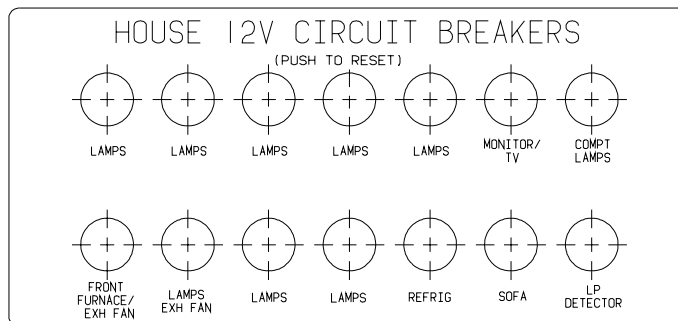 HOUSE 12V CIRCUIT BREAKERS
(PUSH TO RESET)
LAMPS LAMPS LAMPS LAMPS LAMPS MONITOR/ COMPT
TV LAMPS
FRONT LAMPS LAMPS LAMPS REFRIG SOFA LP
FURNACE/ EXH FAN DETECTOR
EXH FAN